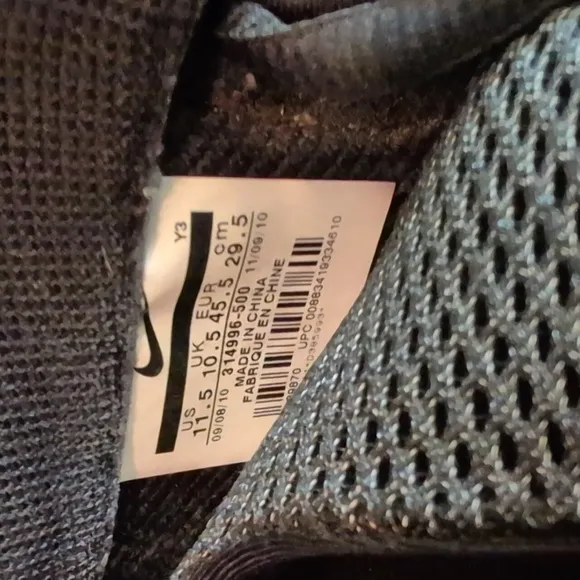 Y3
US UK EUR cm
11.5 10.5 45.5 29.5
09/08/10 314996-500 11/09/10
MADE IN CHINA
FABRIQUE EN CHINE
UPC 00883419334610